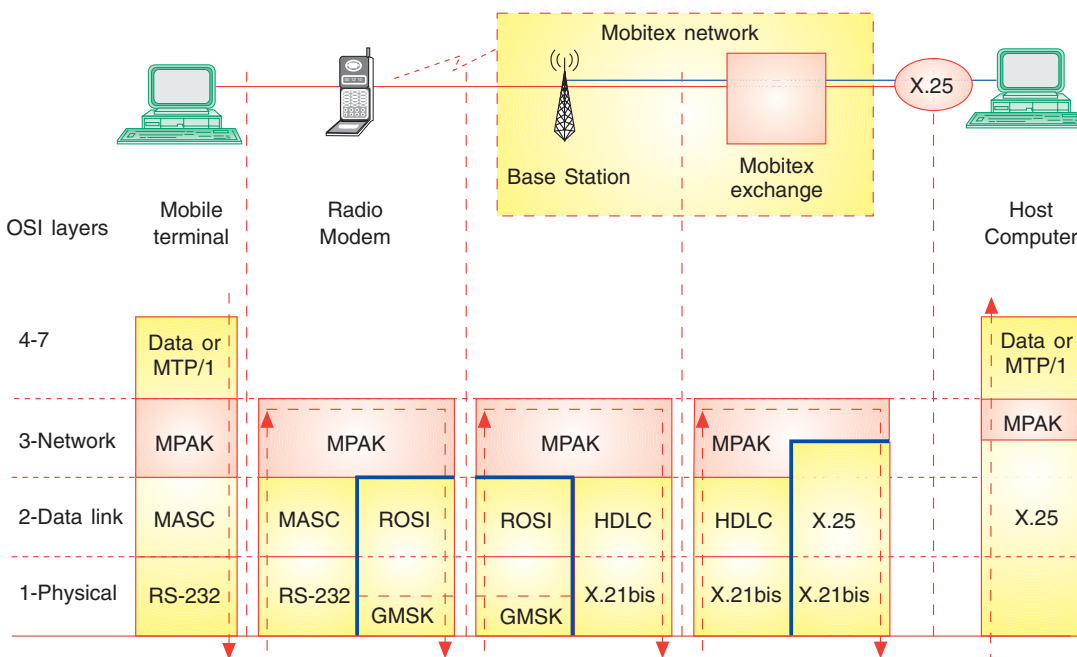 Mobitex network
X.25
Base Station
Mobitex
exchange
OSI layers
Mobile
terminal
Radio
Modem
Host
Computer
4-7
Data or
MTP/1
Data or
MTP/1
3-Network
MPAK
MPAK
MPAK
MPAK
MPAK
2-Data link
MASC
MASC
ROSI
ROSI
HDLC
HDLC
X.25
X.25
1-Physical
RS-232
RS-232
GMSK
GMSK
X.21bis
X.21bis
X.21bis